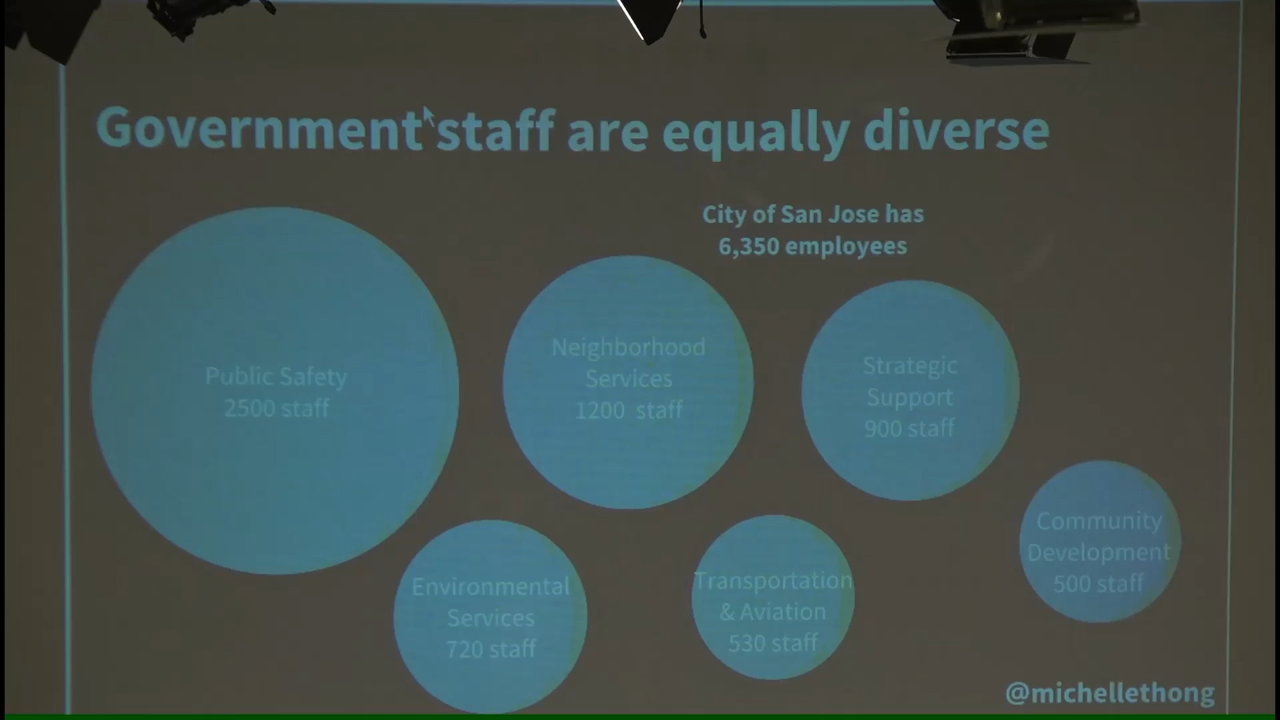 Government staff are equally diverse
City of San Jose has
6,350 employees
Public Safety
2500 staff
Neighborhood
Services
1200 staff
Strategic
Support
900 staff
Environmental
Services
720 staff
Transportation
& Aviation
530 staff
Community
Development
500 staff
@michellethong